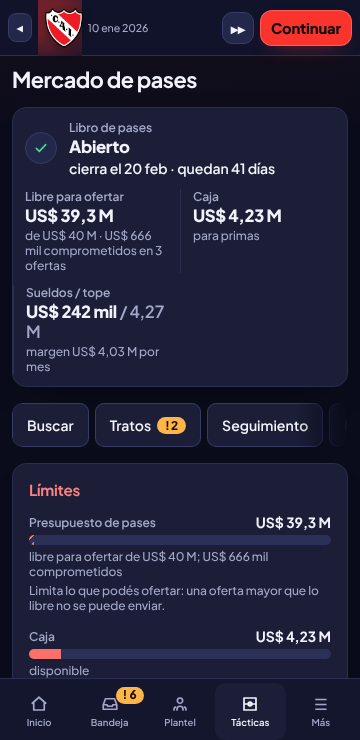 ◂
CAI
10 ene 2026
▸▸
Continuar
Mercado de pases
Libro de pases
Abierto
cierra el 20 feb · quedan 41 días
Libre para ofertar
US$ 39,3 M
de US$ 40 M · US$ 666
mil comprometidos en 3
ofertas
Caja
US$ 4,23 M
para primas
Sueldos / tope
US$ 242 mil / 4,27
M
margen US$ 4,03 M por
mes
Buscar
Tratos ! 2
Seguimiento
Límites
Presupuesto de pases US$ 39,3 M
libre para ofertar de US$ 40 M; US$ 666 mil
comprometidos
Limita lo que podés ofertar: una oferta mayor que lo
libre no se puede enviar.
Caja US$ 4,23 M
disponible
Inicio
! 6
Bandeja
Plantel
Tácticas
Más